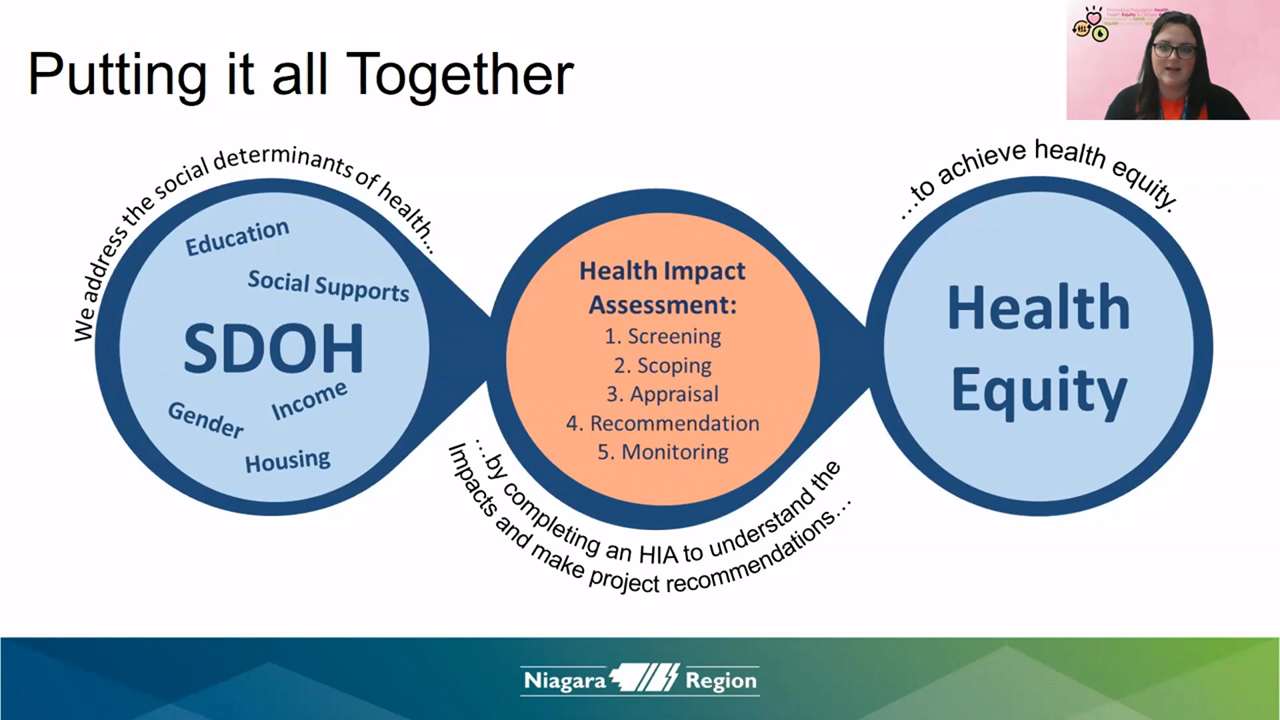 Putting it all Together
We address the social determinants of health...
Education
Social Supports
SDOH
Income
Gender
Housing
Health Impact
Assessment:
1. Screening
2. Scoping
3. Appraisal
4. Recommendation
5. Monitoring
...by completing an HIA to understand the
Impacts and make project recommendations...
...to achieve health equity.
Health
Equity
Niagara Region